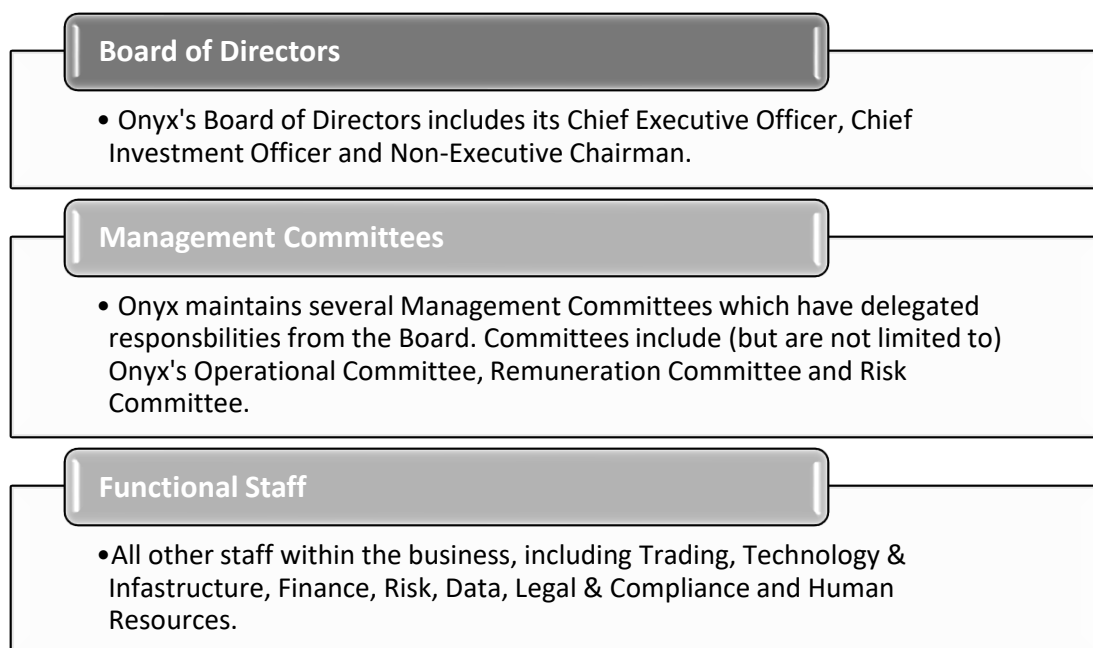 Board of Directors
• Onyx's Board of Directors includes its Chief Executive Officer, Chief
Investment Officer and Non-Executive Chairman.
Management Committees
• Onyx maintains several Management Committees which have delegated
responsbilities from the Board. Committees include (but are not limited to)
Onyx's Operational Committee, Remuneration Committee and Risk
Committee.
Functional Staff
•All other staff within the business, including Trading, Technology &
Infastructure, Finance, Risk, Data, Legal & Compliance and Human
Resources.